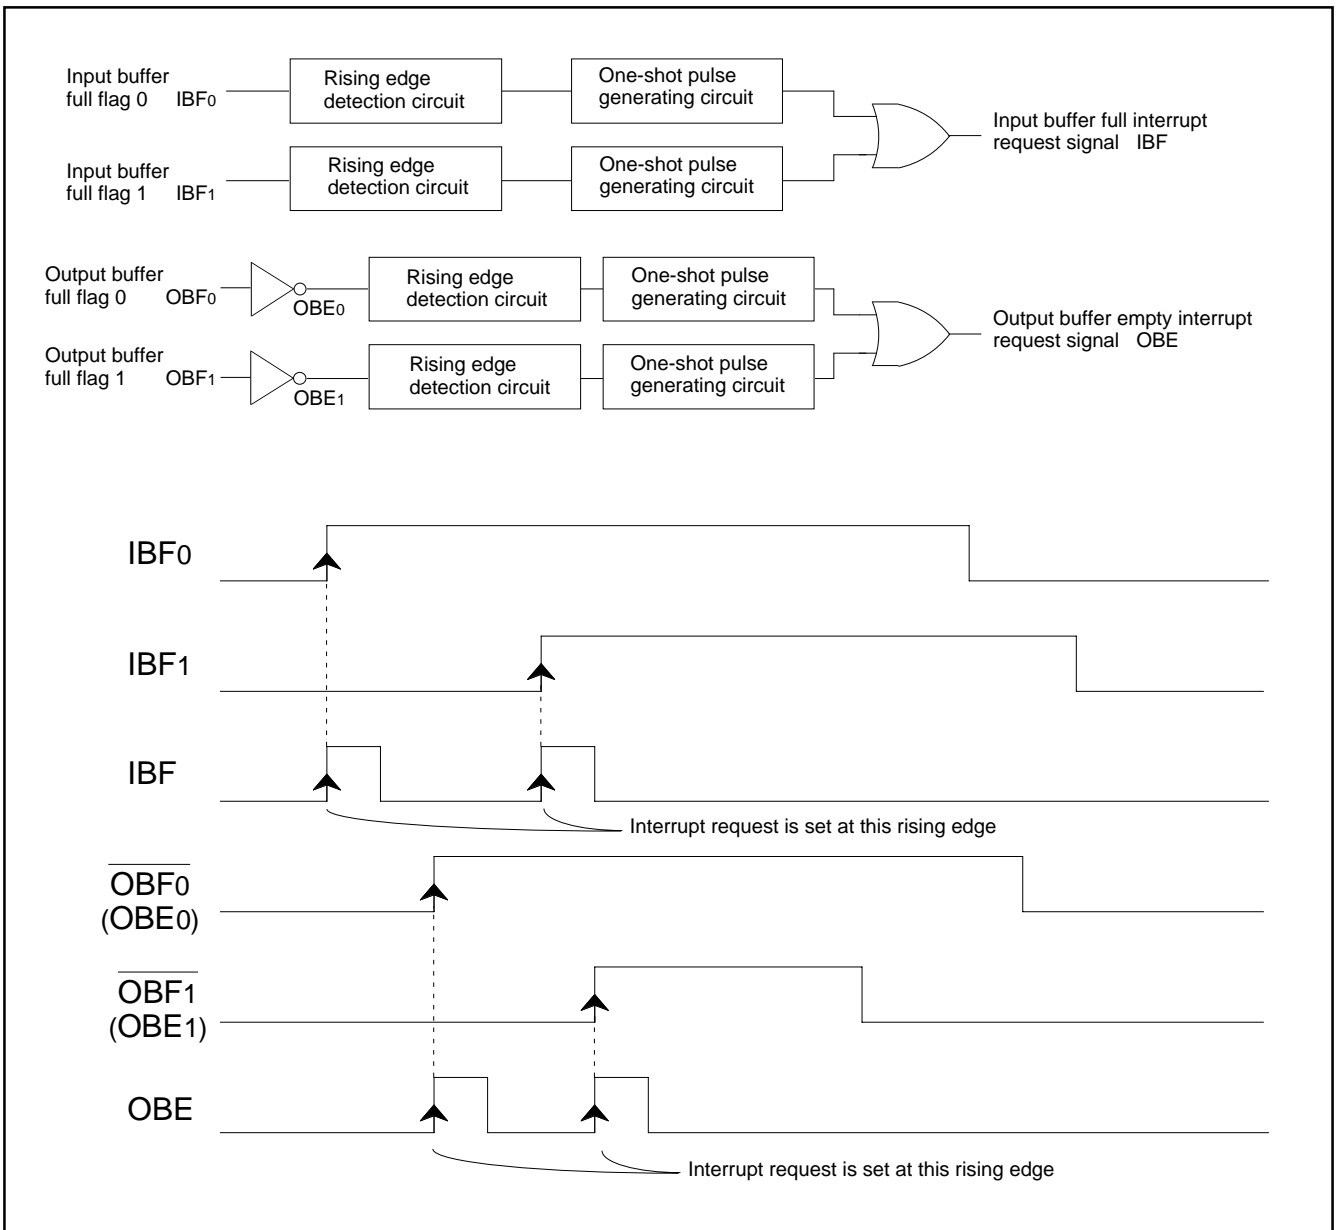 Input buffer
full flag 0 IBF0
Rising edge
detection circuit
One-shot pulse
generating circuit
Input buffer full interrupt
request signal IBF
Input buffer
full flag 1 IBF1
Rising edge
detection circuit
One-shot pulse
generating circuit
Output buffer
full flag 0 OBF0
OBE0
Rising edge
detection circuit
One-shot pulse
generating circuit
Output buffer empty interrupt
request signal OBE
Output buffer
full flag 1 OBF1
OBE1
Rising edge
detection circuit
One-shot pulse
generating circuit
IBF0
IBF1
IBF
Interrupt request is set at this rising edge
OBF0
(OBE0)
OBF1
(OBE1)
OBE
Interrupt request is set at this rising edge